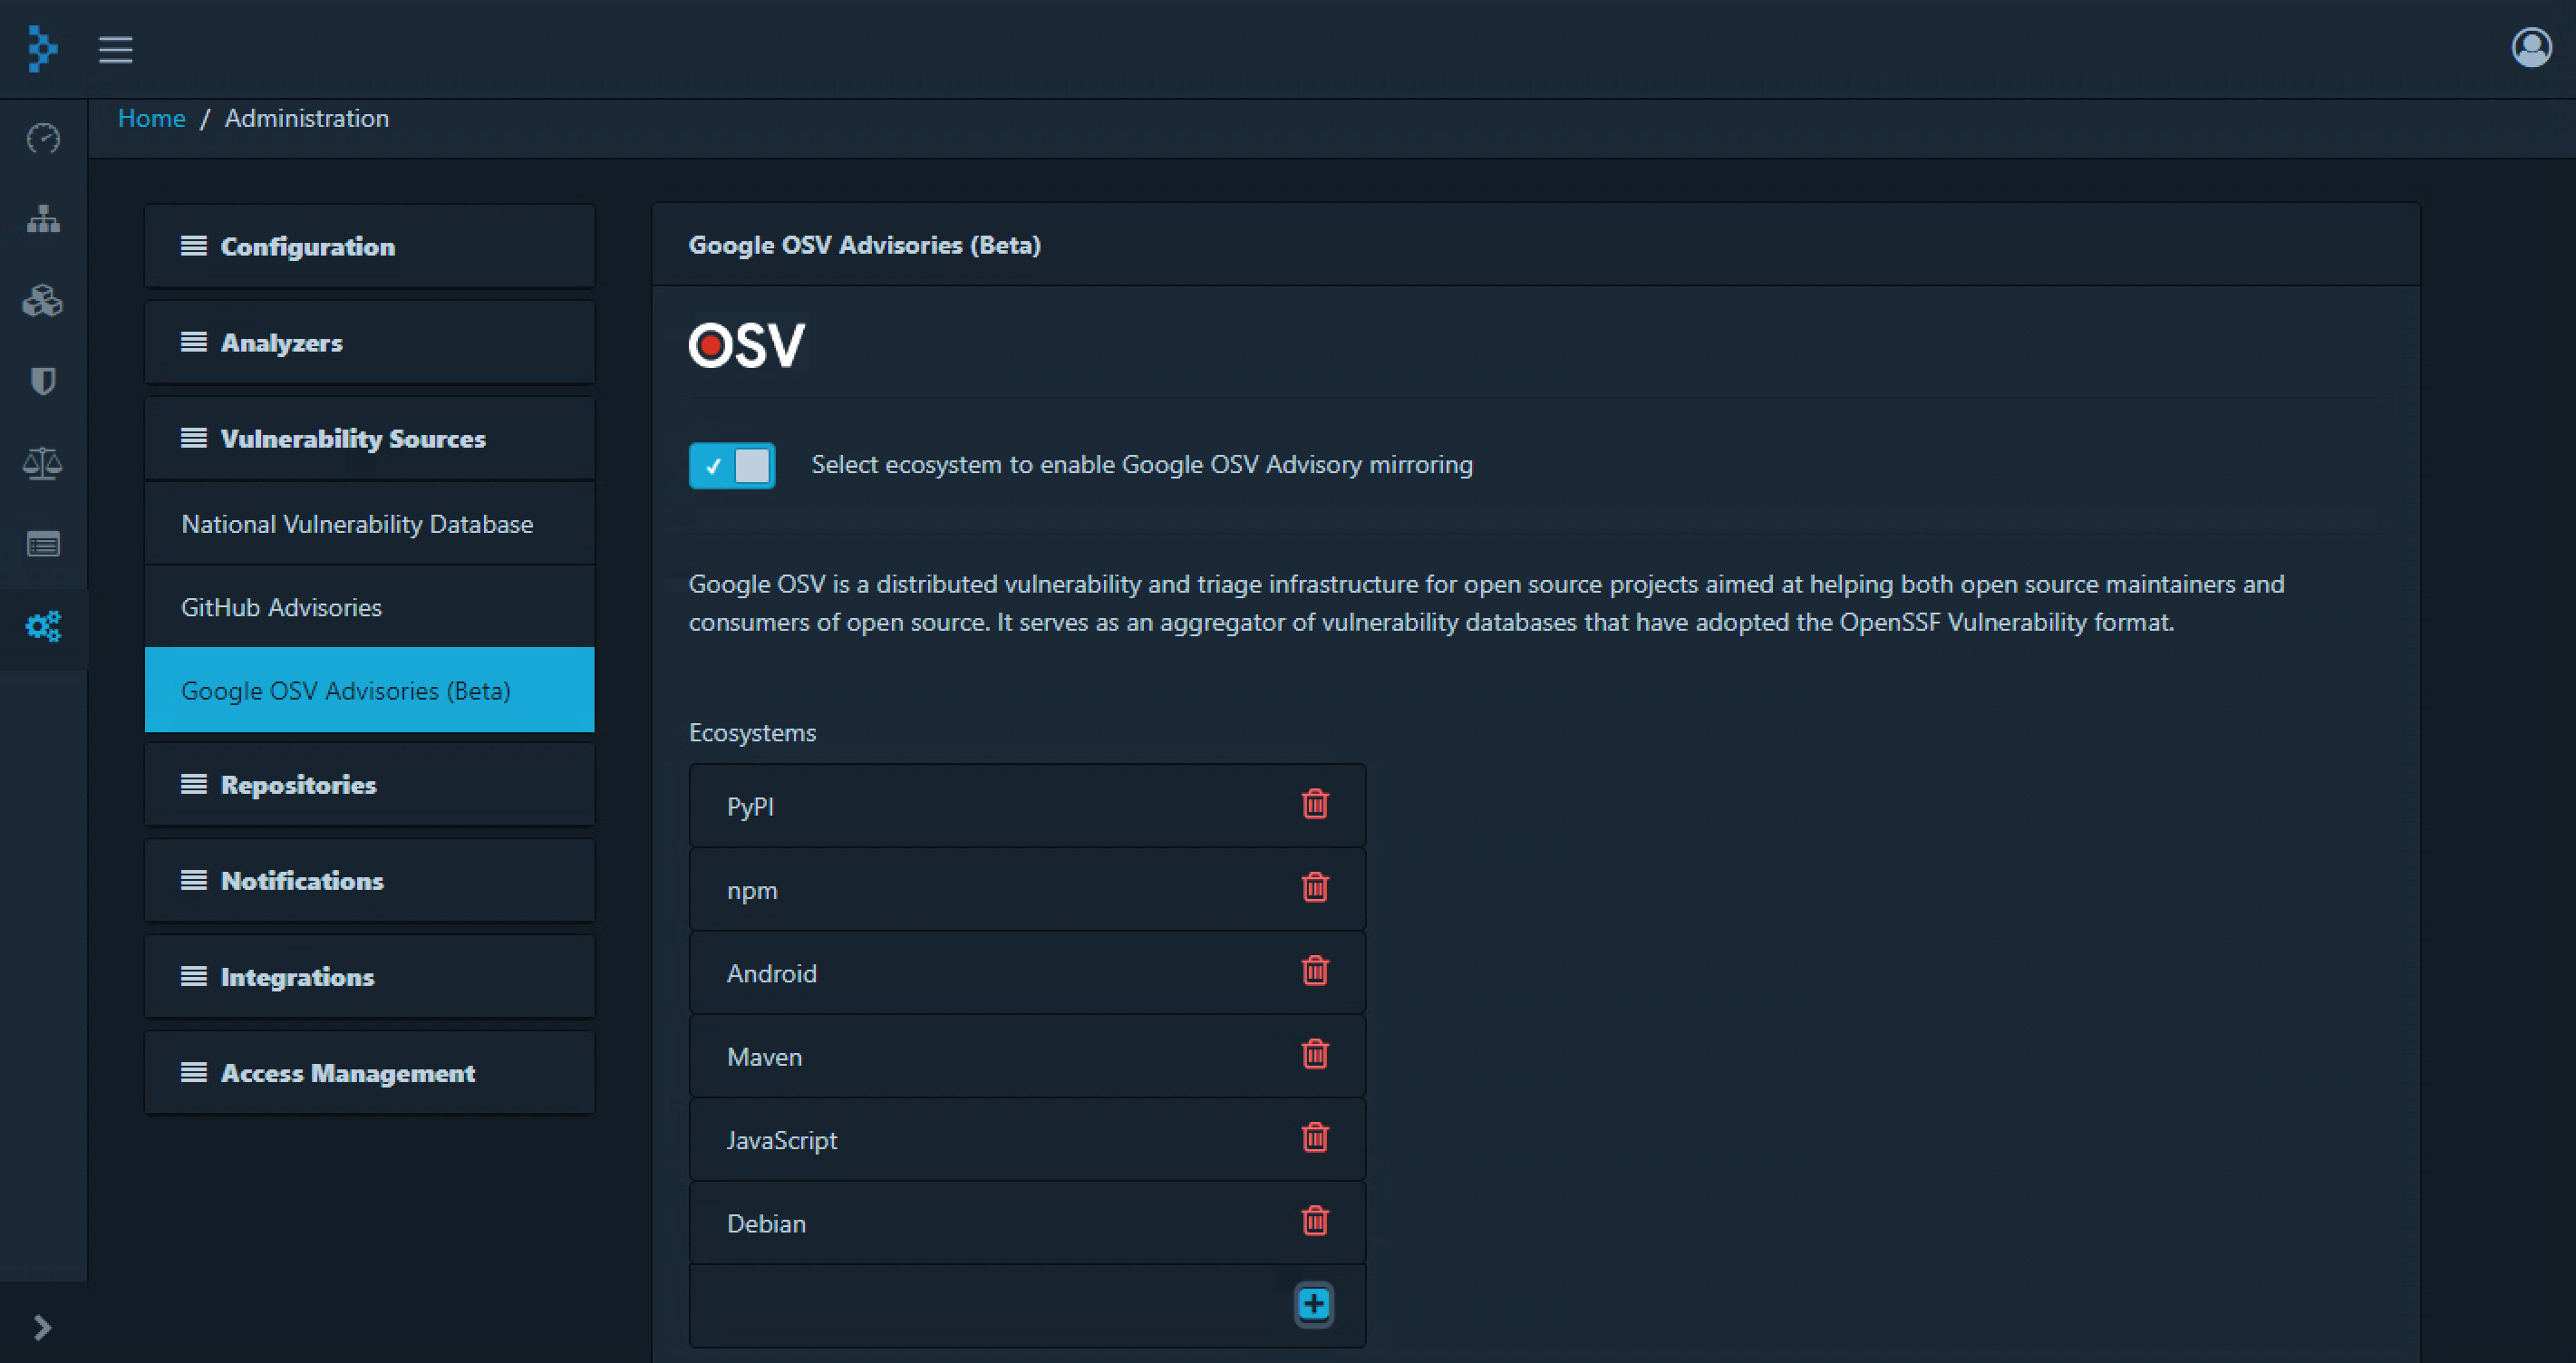 Home / Administration
Configuration
Analyzers
Vulnerability Sources
National Vulnerability Database
GitHub Advisories
Google OSV Advisories (Beta)
Repositories
Notifications
Integrations
Access Management
Google OSV Advisories (Beta)
OSV
Select ecosystem to enable Google OSV Advisory mirroring
Google OSV is a distributed vulnerability and triage infrastructure for open source projects aimed at helping both open source maintainers and
consumers of open source. It serves as an aggregator of vulnerability databases that have adopted the OpenSSF Vulnerability format.
Ecosystems
PyPI
npm
Android
Maven
JavaScript
Debian